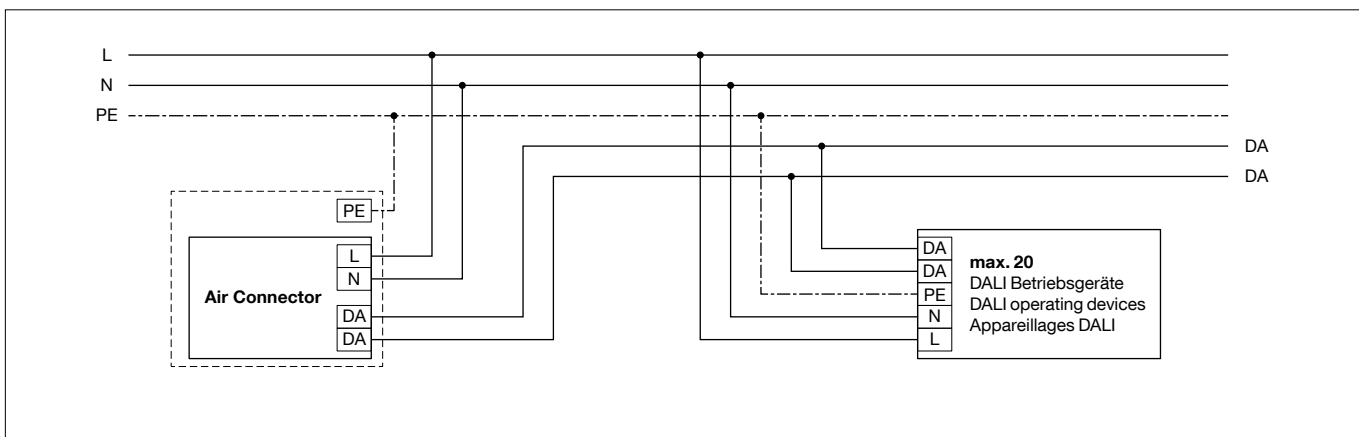 L
N
PE
DA
DA
PE
L
N
Air Connector
DA
DA
DA
DA
PE
N
L
max. 20
DALI Betriebsgeräte
DALI operating devices
Appareillages DALI